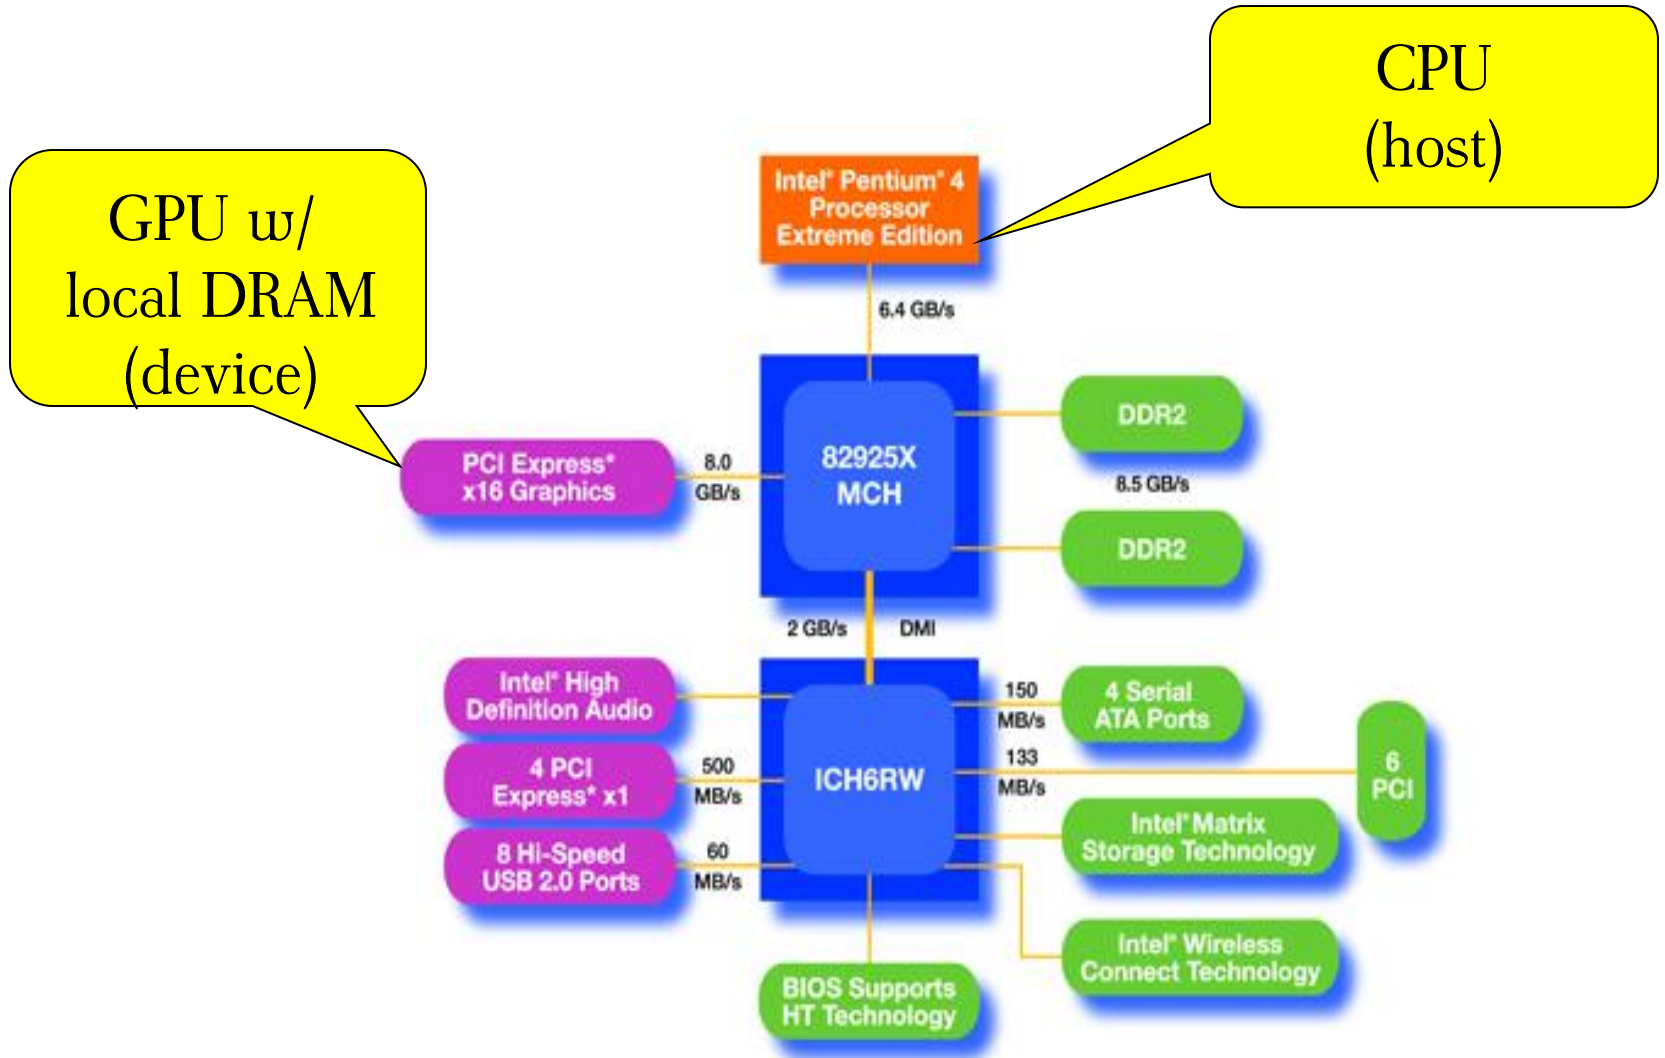 CPU
(host)
GPU w/
local DRAM
(device)
Intel® Pentium® 4
Processor
Extreme Edition
6.4 GB/s
PCI Express*
x16 Graphics
8.0
GB/s
82925X
MCH
DDR2
8.5 GB/s
DDR2
2 GB/s
DMI
Intel® High
Definition Audio
4 PCI
Express* x1
500
MB/s
8 Hi-Speed
USB 2.0 Ports
60
MB/s
ICH6RW
150
MB/s
4 Serial
ATA Ports
133
MB/s
6
PCI
Intel® Matrix
Storage Technology
Intel® Wireless
Connect Technology
BIOS Supports
HT Technology